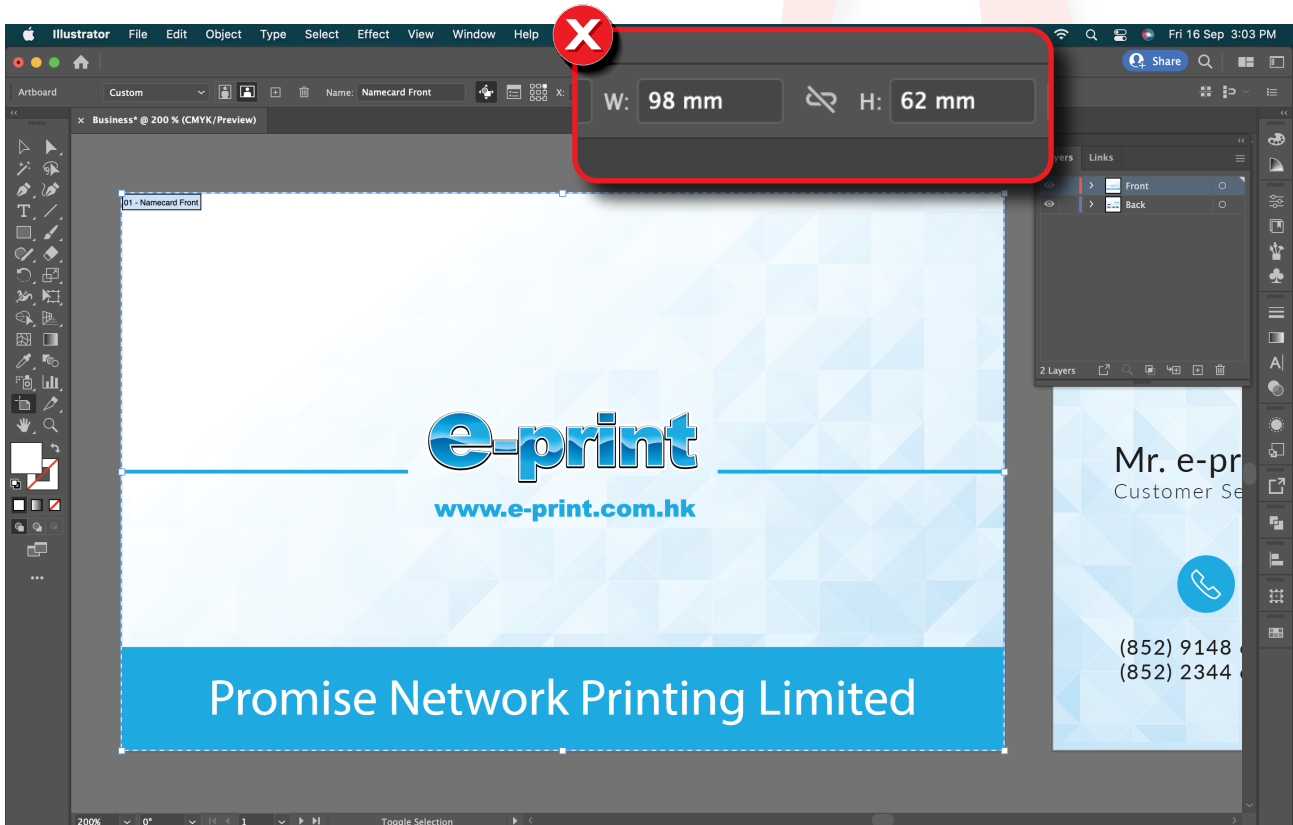 Illustrator File Edit Object Type Select Effect View Window Help
Fri 16 Sep 3:03 PM
X
Share
Artboard
Custom
Name: Namecard Front
X:
W: 98 mm
H: 62 mm
× Business* @ 200 % (CMYK/Preview)
Links
Front
Back
2 Layers
01 - Namecard Front
e-print
www.e-print.com.hk
Promise Network Printing Limited
Mr. e-pr
Customer Se
(852) 9148
(852) 2344
200%
0°
1
Toggle Selection